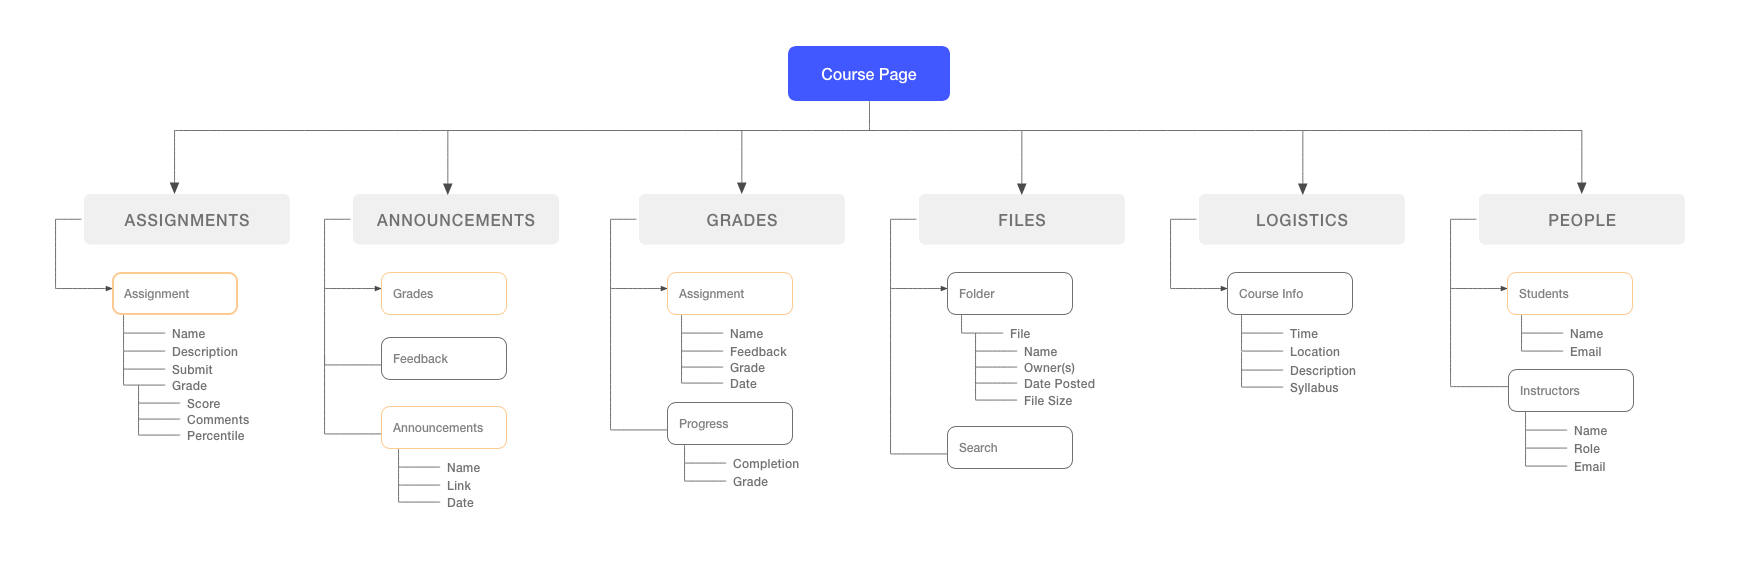 Course Page
ASSIGNMENTS
Assignment
Name
Description
Submit
Grade
Score
Comments
Percentile
ANNOUNCEMENTS
Grades
Feedback
Announcements
Name
Link
Date
GRADES
Assignment
Name
Feedback
Grade
Date
Progress
Completion
Grade
FILES
Folder
File
Name
Owner(s)
Date Posted
File Size
Search
LOGISTICS
Course Info
Time
Location
Description
Syllabus
PEOPLE
Students
Name
Email
Instructors
Name
Role
Email